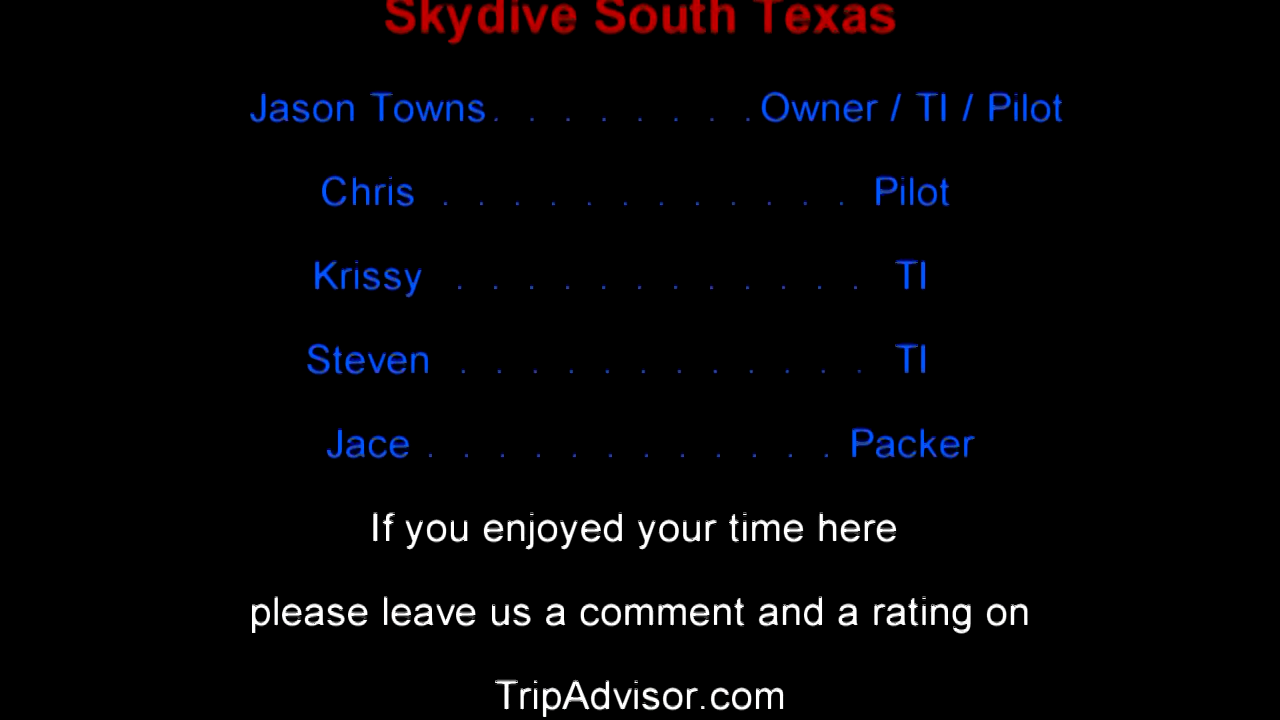 Skydive South Texas
Jason Towns. . . . . . . .Owner / TI / Pilot
Chris . . . . . . . . . . . . Pilot
Krissy . . . . . . . . . . . . TI
Steven . . . . . . . . . . . . TI
Jace . . . . . . . . . . . . Packer
If you enjoyed your time here
please leave us a comment and a rating on
TripAdvisor.com